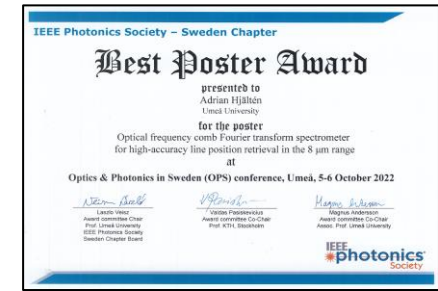 IEEE Photonics Society – Sweden Chapter
Best Poster Award
presented to
Adrian Hjältén
Umeå University
for the poster
Optical frequency comb Fourier transform spectrometer
for high-accuracy line position retrieval in the 8 μm range
at
Optics & Photonics in Sweden (OPS) conference, Umeå, 5-6 October 2022
Laszlo Veisz
Award committee Chair
Prof. Umeå University
IEEE Photonics Society
Sweden Chapter Board
Valdas Pasiskevicius
Award committee Chair
Prof. KTH, Stockholm
Magnus Andersson
Award committee Chair
Assoc. Prof. Umeå University
IEEE
photonics
Society